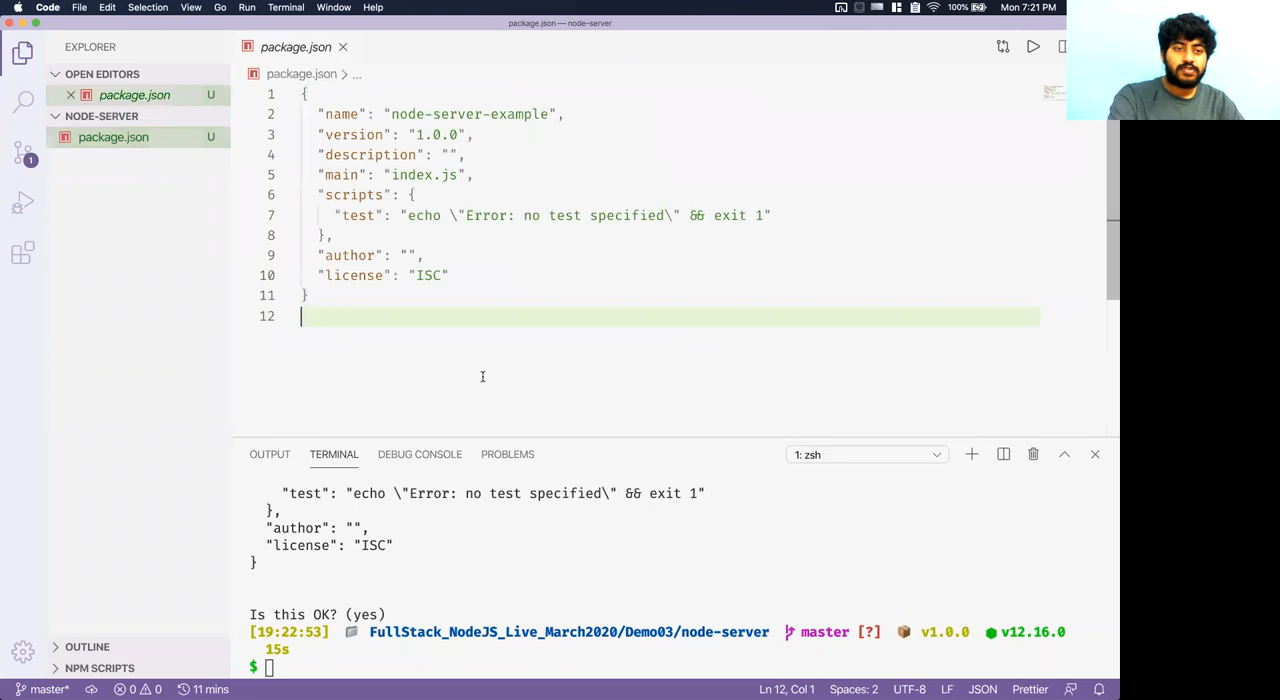 Code File Edit Selection View Go Run Terminal Window Help 100% Mon 7:21 PM
package.json — node-server
EXPLORER
OPEN EDITORS
package.json U
NODE-SERVER
package.json U
1
OUTLINE
NPM SCRIPTS
package.json
package.json > ...
1 {
2 "name": "node-server-example",
3 "version": "1.0.0",
4 "description": "",
5 "main": "index.js",
6 "scripts": {
7 "test": "echo \"Error: no test specified\" && exit 1"
8 },
9 "author": "",
10 "license": "ISC"
11 }
12
OUTPUT TERMINAL DEBUG CONSOLE PROBLEMS 1: zsh
"test": "echo \"Error: no test specified\" && exit 1"
},
"author": "",
"license": "ISC"
}
Is this OK? (yes)
[19:22:53] FullStack_NodeJS_Live_March2020/Demo03/node-server master [?] v1.0.0 v12.16.0
15s
$
master* 0 0 11 mins Ln 12, Col 1 Spaces: 2 UTF-8 LF JSON Prettier